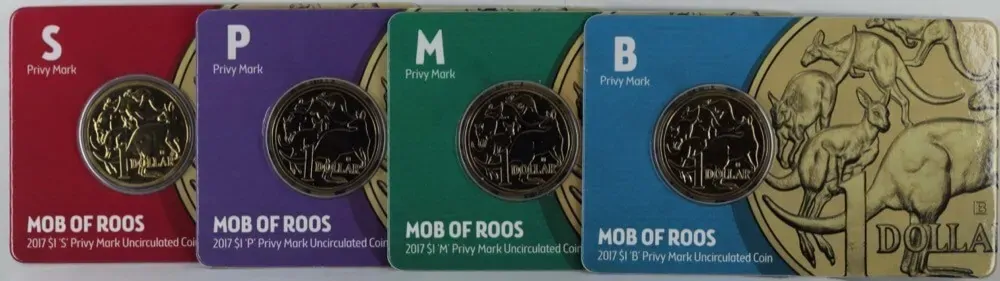 S
Privy Mark
1
DOLLAR
MOB OF ROOS
2017 $1 'S' Privy Mark Uncirculated Coin
P
Privy Mark
1
DOLLAR
MOB OF ROOS
2017 $1 'P' Privy Mark Uncirculated Coin
M
Privy Mark
1
DOLLAR
MOB OF ROOS
2017 $1 'M' Privy Mark Uncirculated Coin
B
Privy Mark
1
DOLLAR
MOB OF ROOS
2017 $1 'B' Privy Mark Uncirculated Coin
B
1
DOLLA